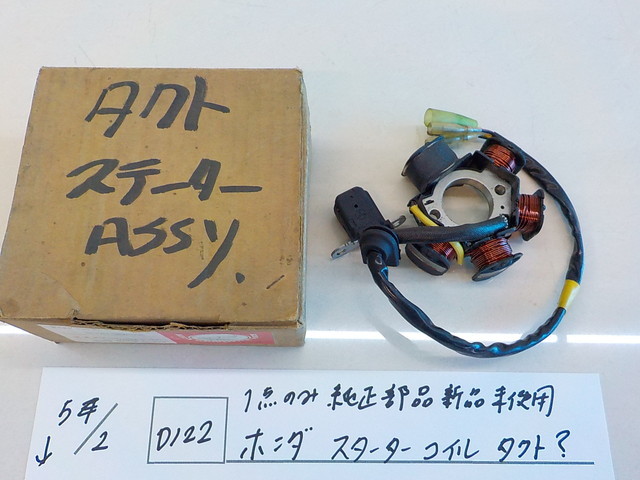 タクト
ステーター
ASSY.
5年/2
↓
D122
1点のみ 純正部品新品未使用
ホンダ スターターコイル タクト?